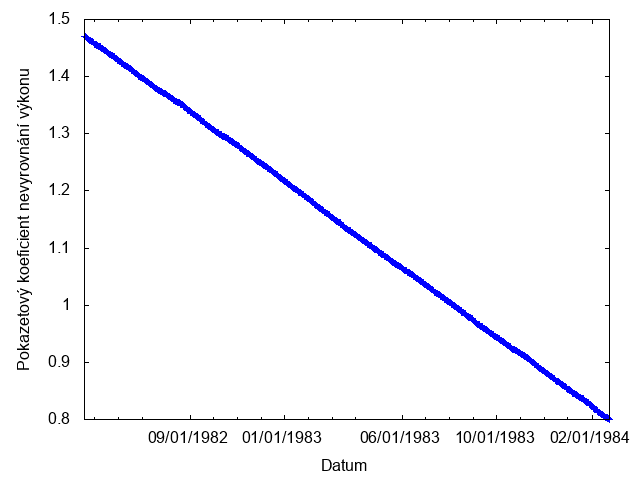 1.5
1.4
1.3
1.2
1.1
1
0.9
0.8
Pokazetový koeficient nevyrovnání výkonu
09/01/1982 01/01/1983 06/01/1983 10/01/1983 02/01/1984
Datum